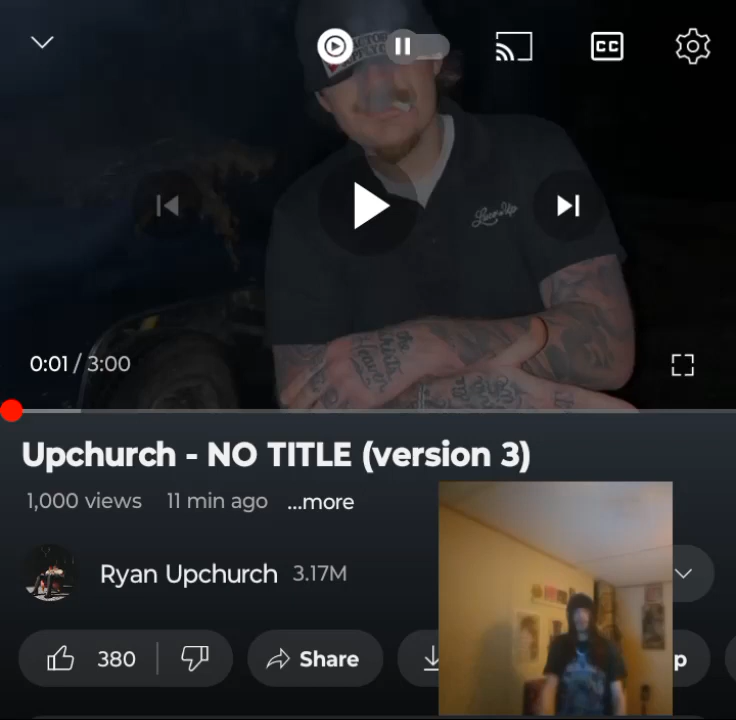 CC
0:01 / 3:00
Upchurch - NO TITLE (version 3)
1,000 views 11 min ago ...more
Ryan Upchurch 3.17M
380 Share p